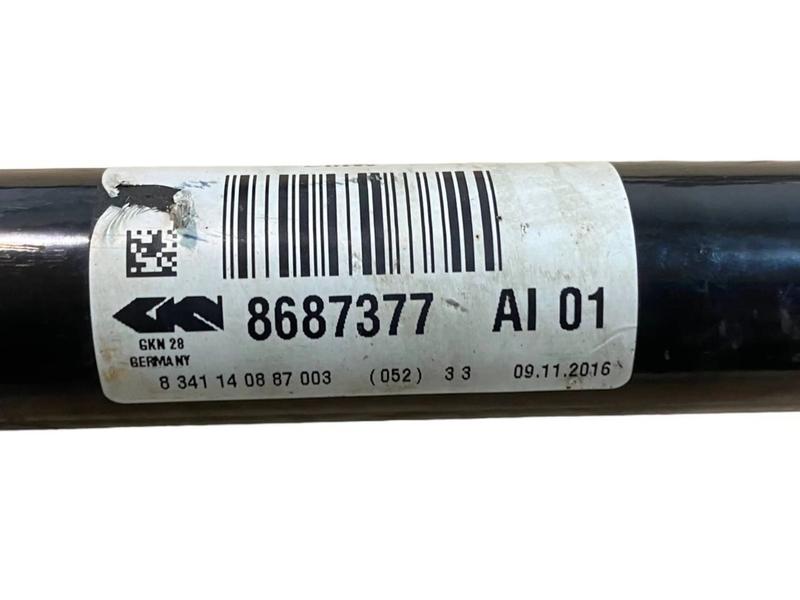 8687377 AI 01
GKN 28
GERMANY
8 341 14 08 87 003 (052) 3 3 09.11.2016